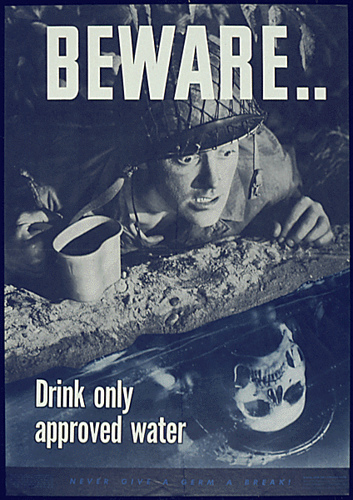 BEWARE..
Drink only
approved water
NEVER GIVE A GERM A BREAK!